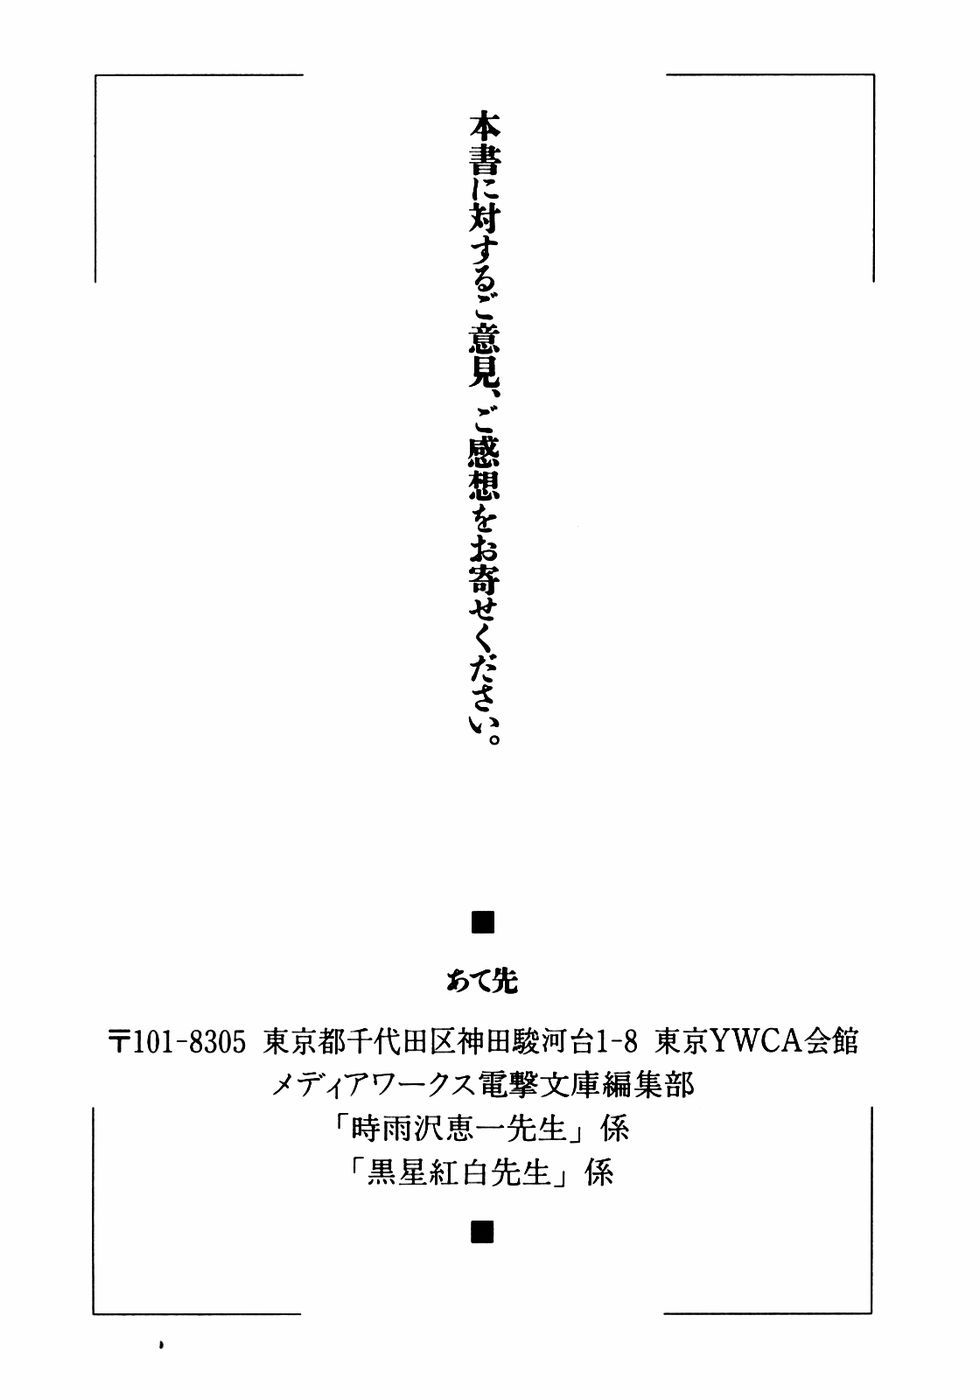 本書に対するご意見、ご感想をお寄せください。
■
あて先
〒101-8305 東京都千代田区神田駿河台1-8 東京YWCA会館
メディアワークス電撃文庫編集部
「時雨沢恵一先生」係
「黒星紅白先生」係
■